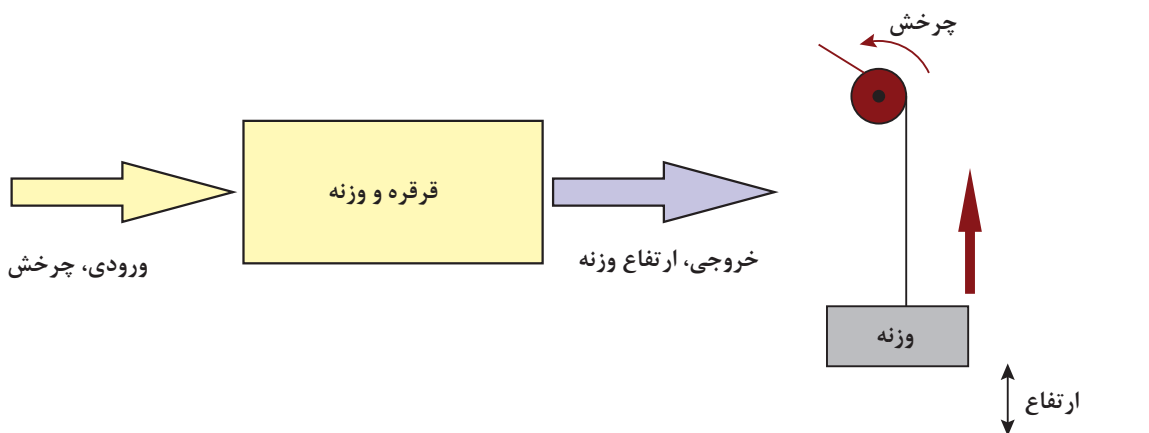 چرخش
قرقره و وزنه
ورودی، چرخش
خروجی، ارتفاع وزنه
وزنه
ارتفاع